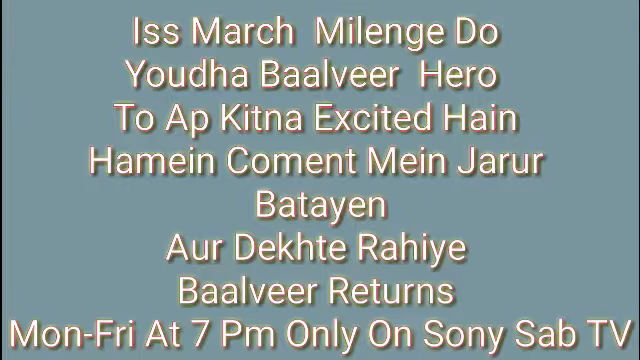 Iss March Milenge Do
Youdha Baalveer Hero
To Ap Kitna Excited Hain
Hamein Coment Mein Jarur
Batayen
Aur Dekhte Rahiye
Baalveer Returns
Mon-Fri At 7 Pm Only On Sony Sab TV